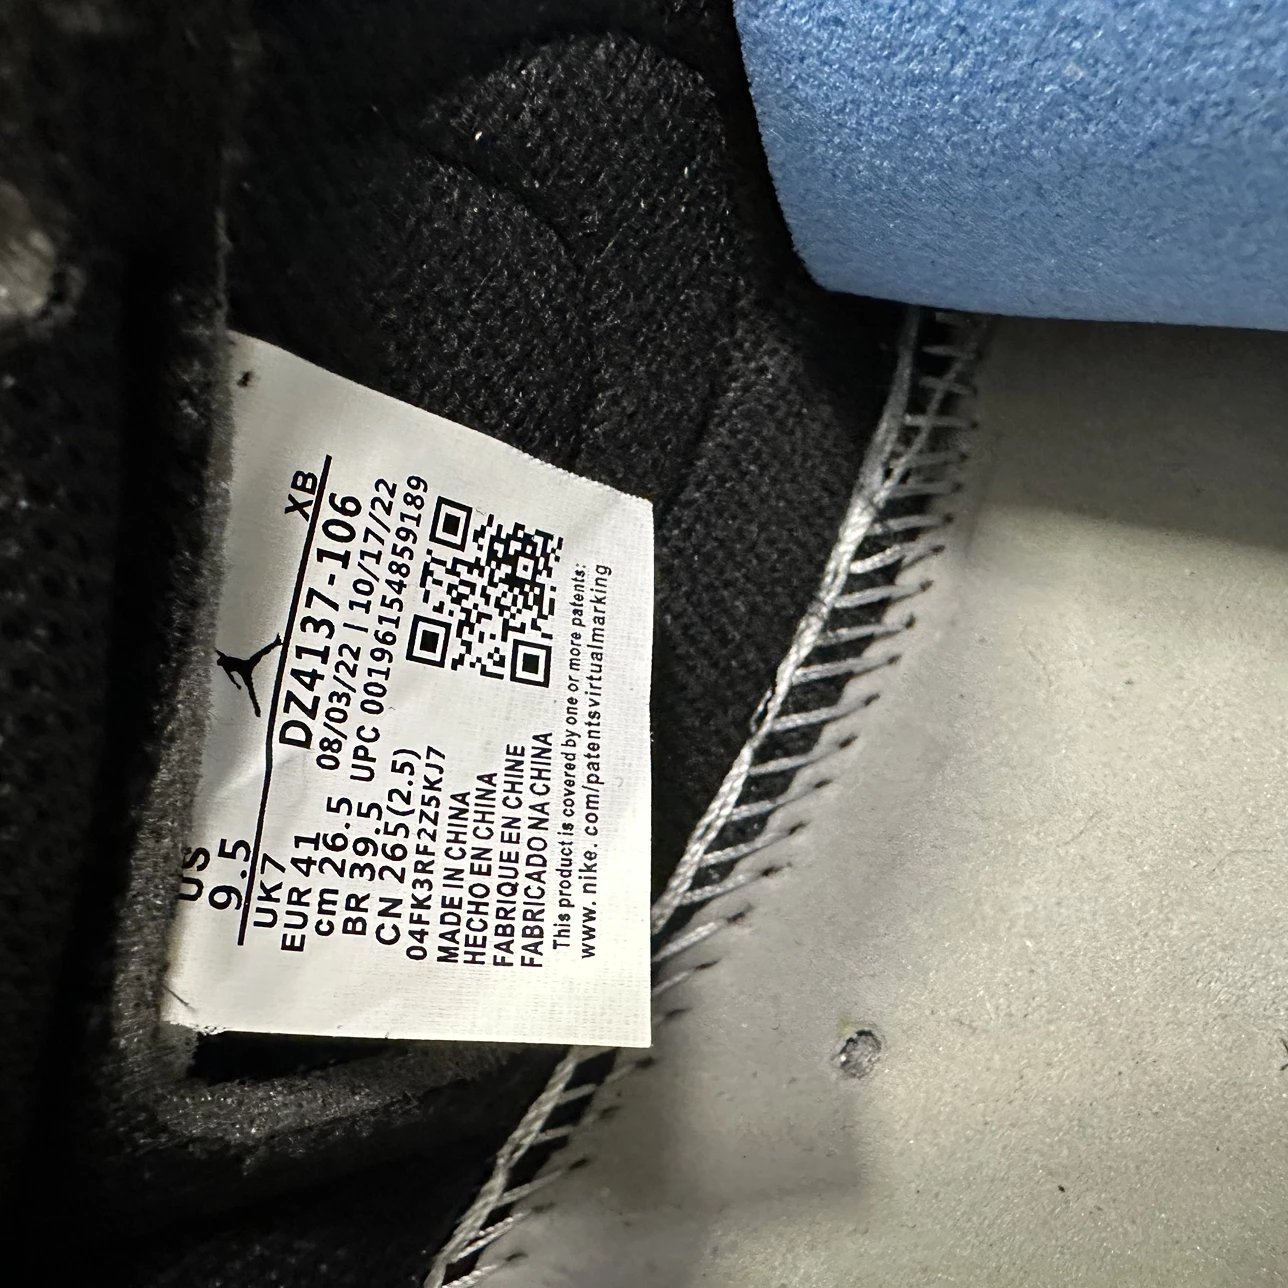 US
9.5
XB
UK7
EUR 41
cm 26.5
BR 39.5
CN 265(2.5)
DZ4137-106
08/03/22 | 10/17/22
UPC 00196154859189
04FK3RF2Z5KJ7
MADE IN CHINA
HECHO EN CHINA
FABRIQUE EN CHINE
FABRICADO NA CHINA
This product is covered by one or more patents:
www.nike.com/patentsvirtualmarking